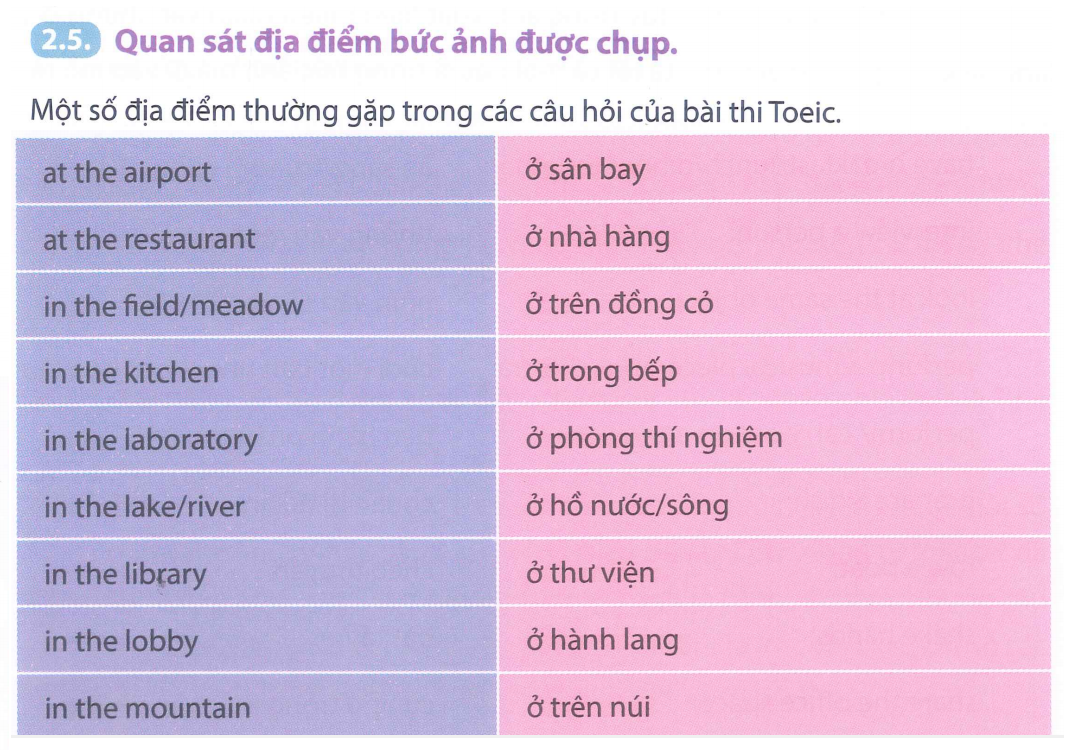 2.5. Quan sát địa điểm bức ảnh được chụp.
Một số địa điểm thường gặp trong các câu hỏi của bài thi Toeic.
at the airport ở sân bay
at the restaurant ở nhà hàng
in the field/meadow ở trên đồng cỏ
in the kitchen ở trong bếp
in the laboratory ở phòng thí nghiệm
in the lake/river ở hồ nước/sông
in the library ở thư viện
in the lobby ở hành lang
in the mountain ở trên núi